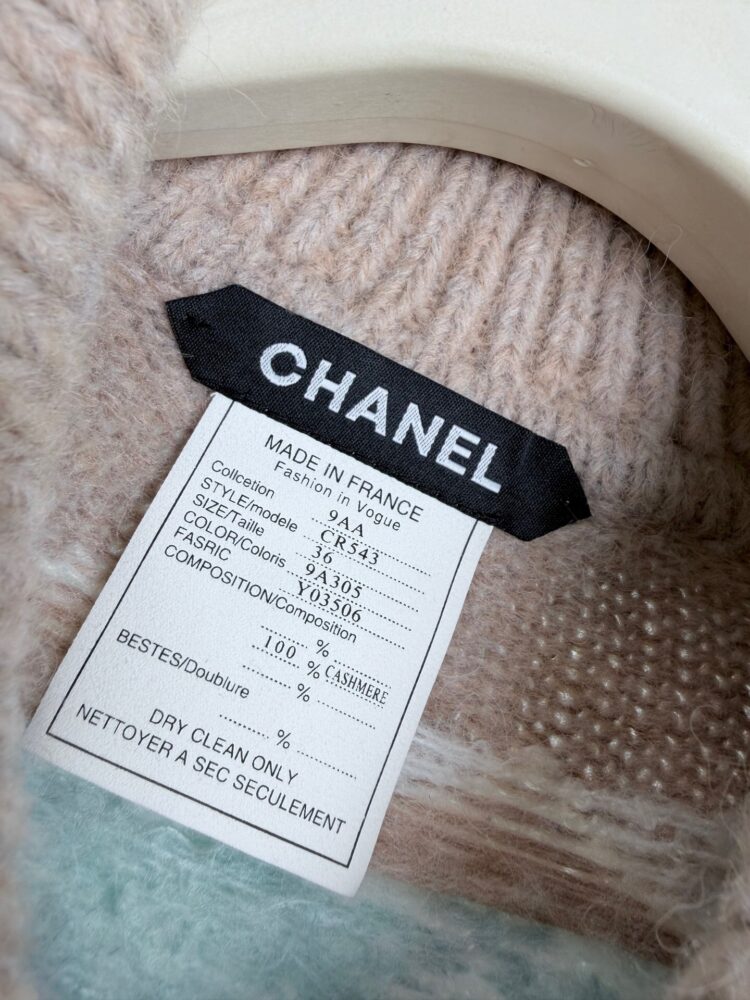 CHANEL
MADE IN FRANCE
Fashion in Vogue
Collcetion 9AA
STYLE/modele CR543
SIZE/Taille 36
COLOR/Coloris 9A305
FASRIC Y03506
COMPOSITION/Composition
%
100 % CASHMERE
%
BESTES/Doublure
%
DRY CLEAN ONLY
NETTOYER A SEC SECULEMENT